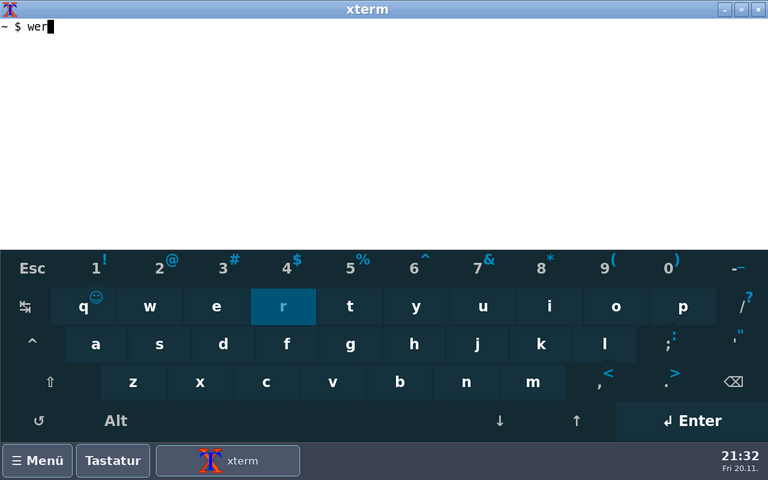 xterm
~ $ wer
Esc 1 ! 2 @ 3 # 4 $ 5 % 6 ^ 7 & 8 * 9 ( 0 ) - _
↹ q ☺ w e r t y u i o p / ?
^ a s d f g h j k l ; : ' "
⇧ z x c v b n m , < . > ⌫
↺ Alt ↓ ↑ ↲ Enter
☰ Menü Tastatur xterm 21:32
Fri 20.11.